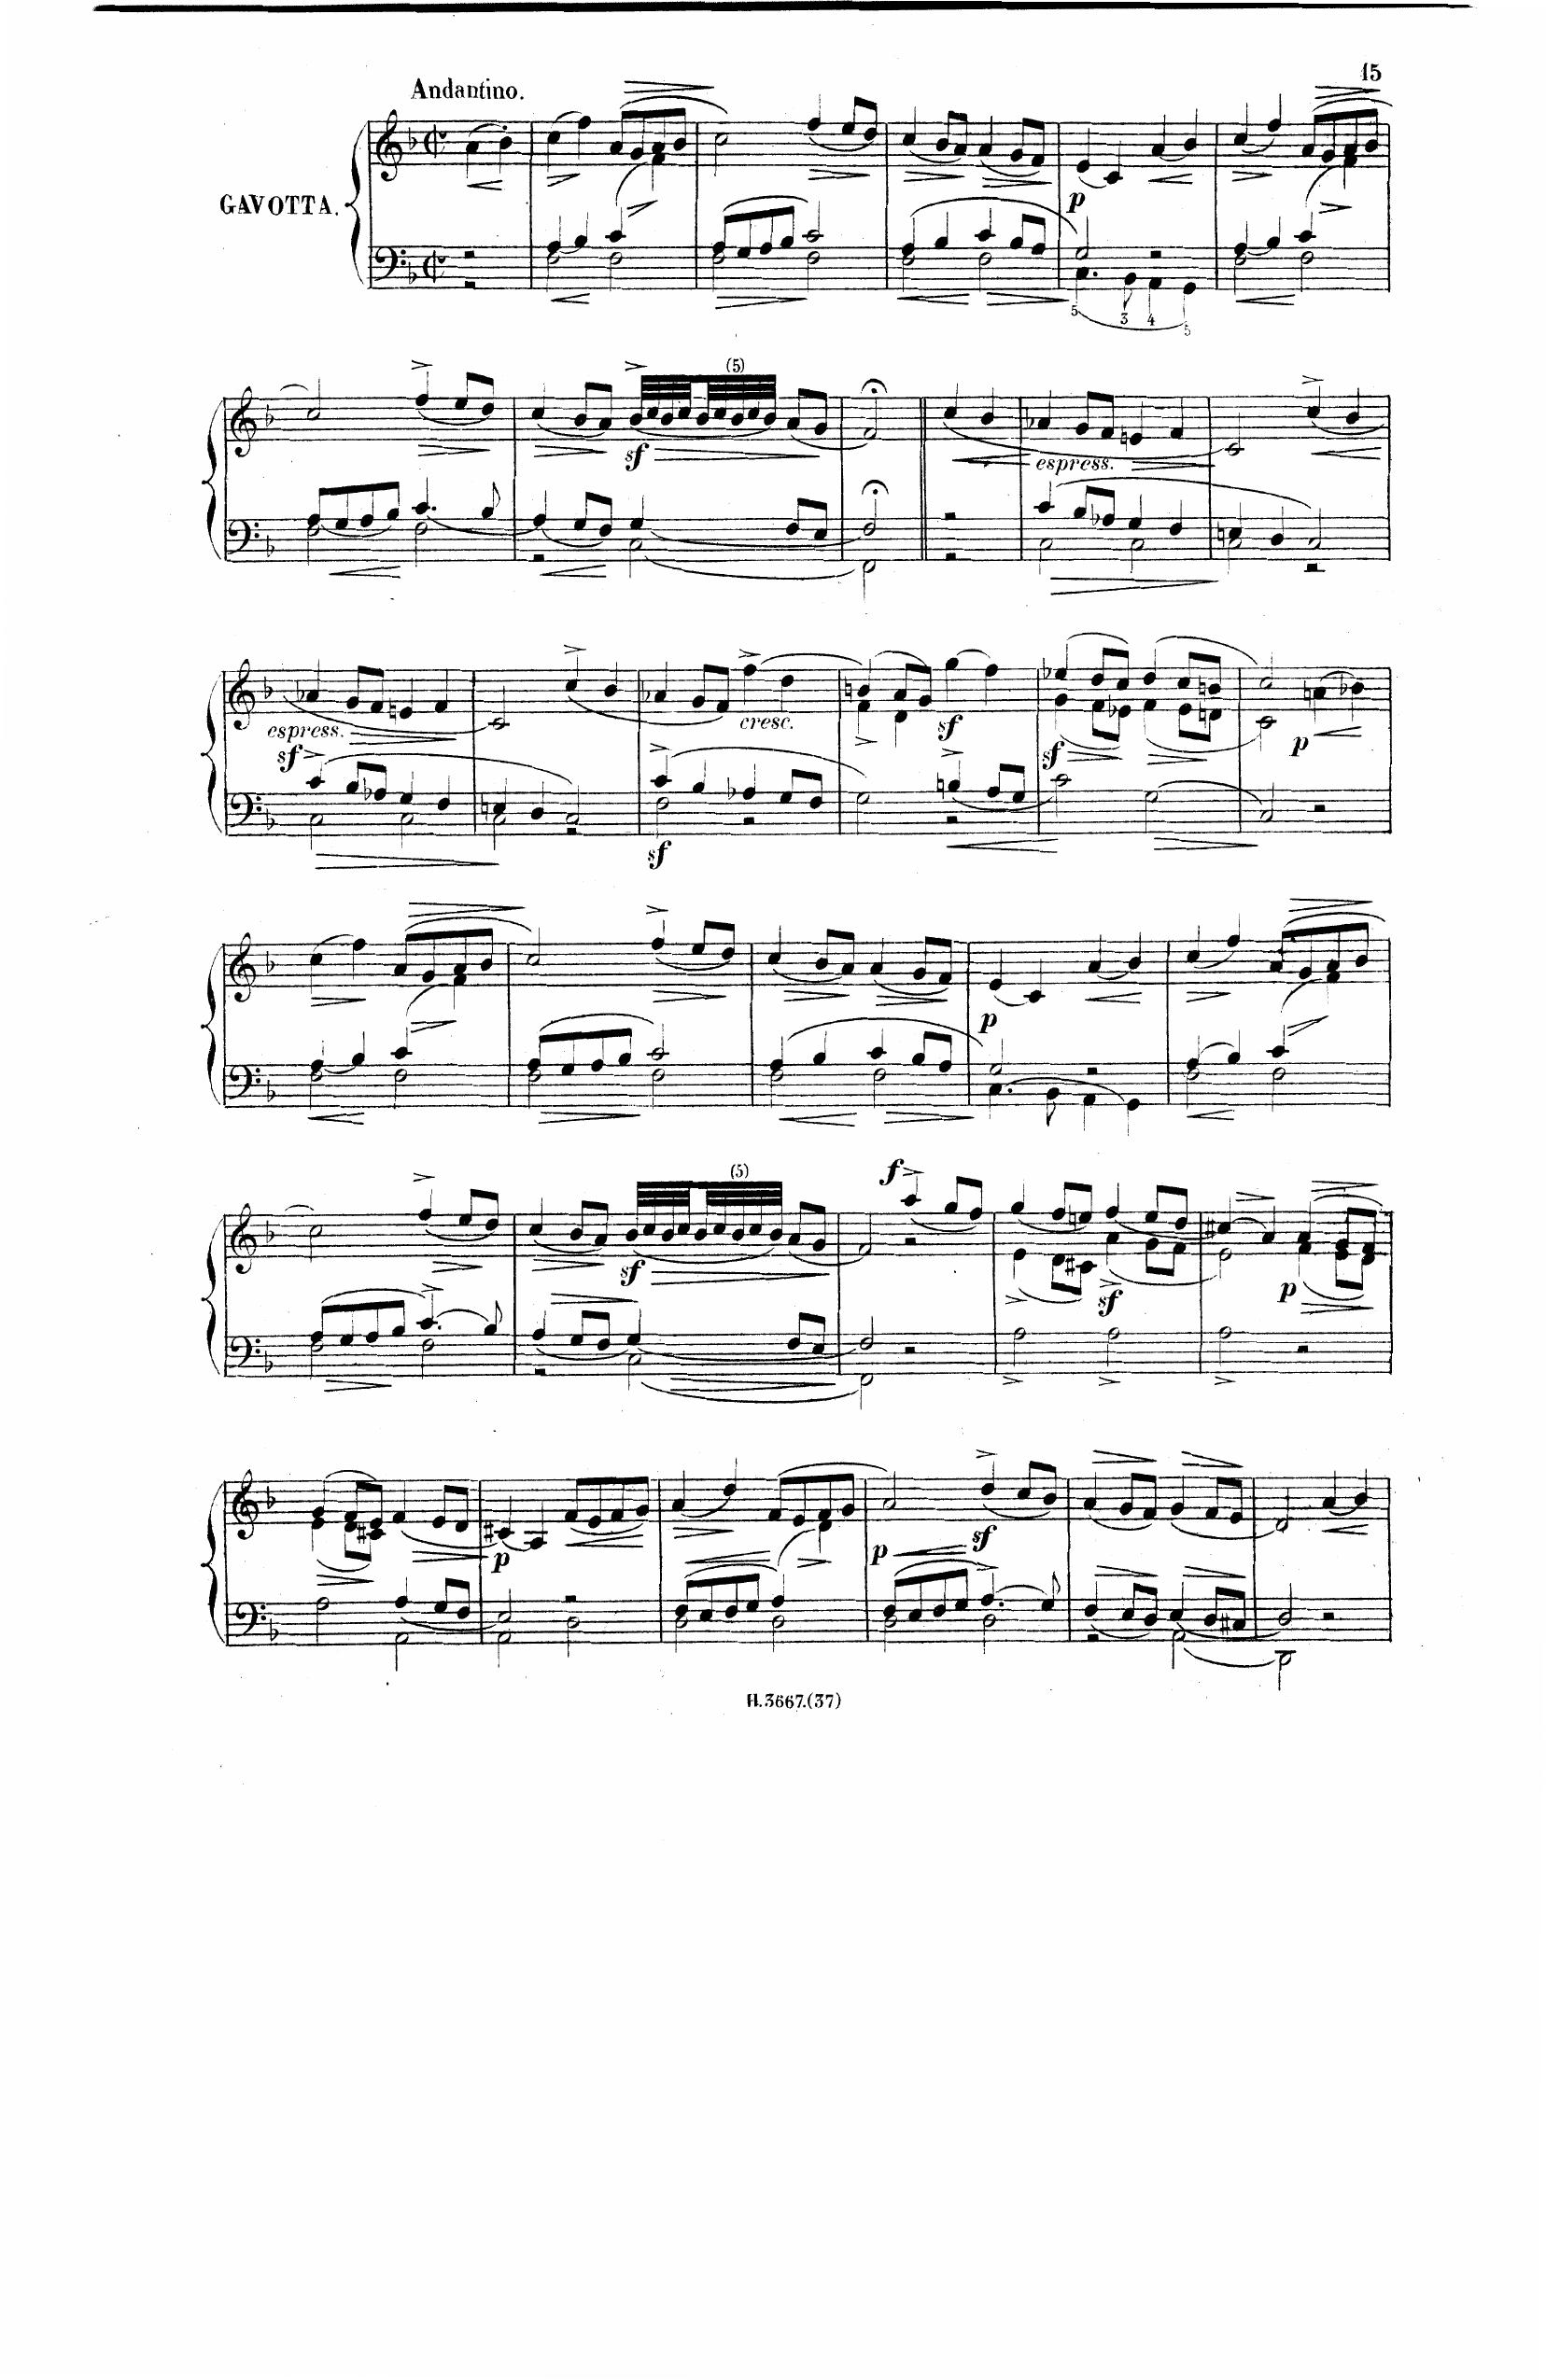 15
Andantino.
GAVOTTA.
p
5 3 4 5
(5)
sf
espress.
espress.
cresc.
sf
sf
sf
p
sf
p
(5)
f
sf
sf
p
p
p
sf
H.3667.(37)